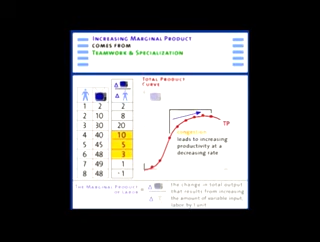 Increasing Marginal Product
comes from
Teamwork & Specialization
Total Product
Curve
Δ
Δ
1 2 2
2 10 8
3 30 20
4 40 10
5 45 5
6 48 3
7 49 1
8 48 -1
TP
leads to increasing
productivity at a
decreasing rate
The Marginal Product
of labor = Δ
Δ
the change in total output
that results from increasing
the amount of variable input
labor by 1 unit